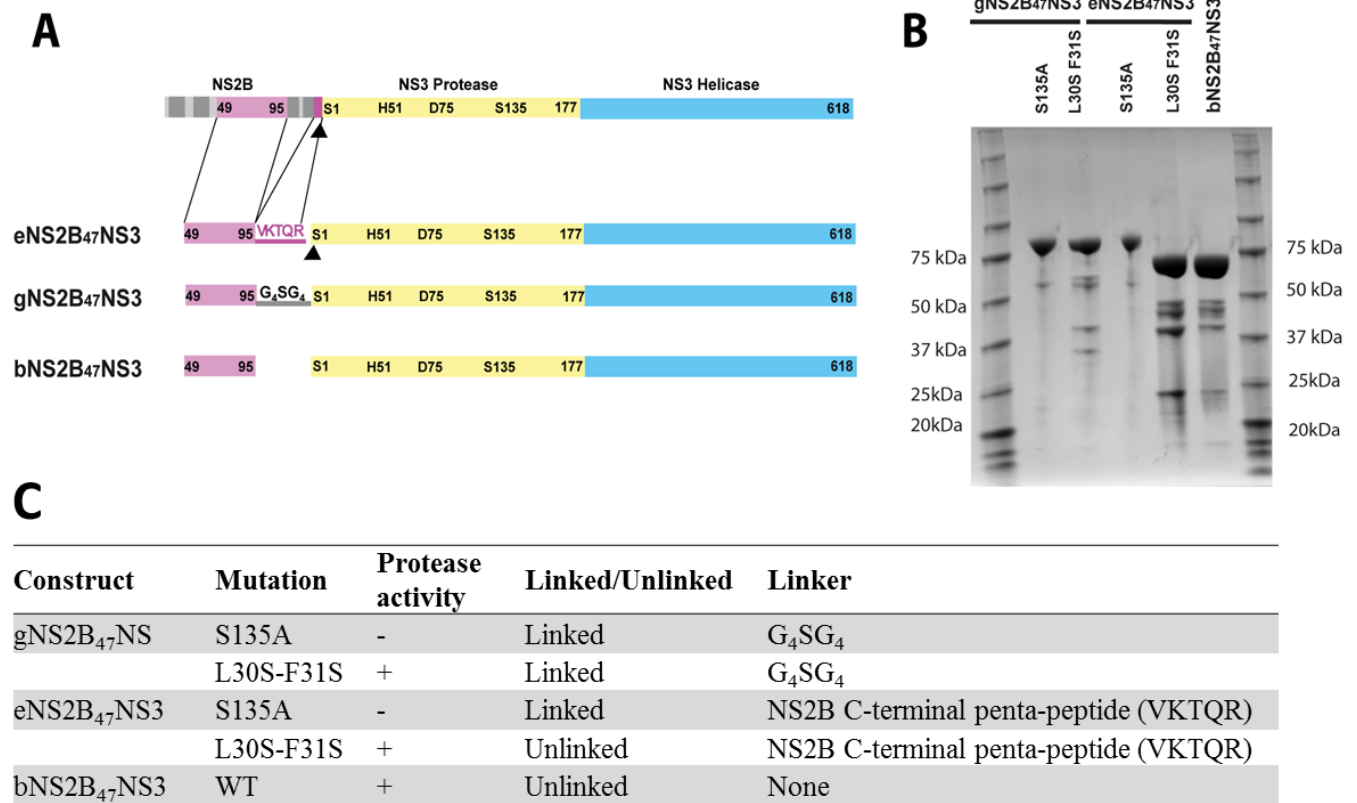 A
NS2B NS3 Protease NS3 Helicase
49 95 S1 H51 D75 S135 177 618
eNS2B47NS3 49 95 VKTQR S1 H51 D75 S135 177 618
gNS2B47NS3 49 95 G4SG4 S1 H51 D75 S135 177 618
bNS2B47NS3 49 95 S1 H51 D75 S135 177 618
B
gNS2B47NS3 eNS2B47NS3
S135A
L30S F31S
S135A
L30S F31S
bNS2B47NS3
75 kDa
50 kDa
37 kDa
25kDa
20kDa
75 kDa
50 kDa
37 kDa
25kDa
20kDa
C
Construct Mutation Protease activity Linked/Unlinked Linker
gNS2B47NS S135A - Linked G4SG4
L30S-F31S + Linked G4SG4
eNS2B47NS3 S135A - Linked NS2B C-terminal penta-peptide (VKTQR)
L30S-F31S + Unlinked NS2B C-terminal penta-peptide (VKTQR)
bNS2B47NS3 WT + Unlinked None